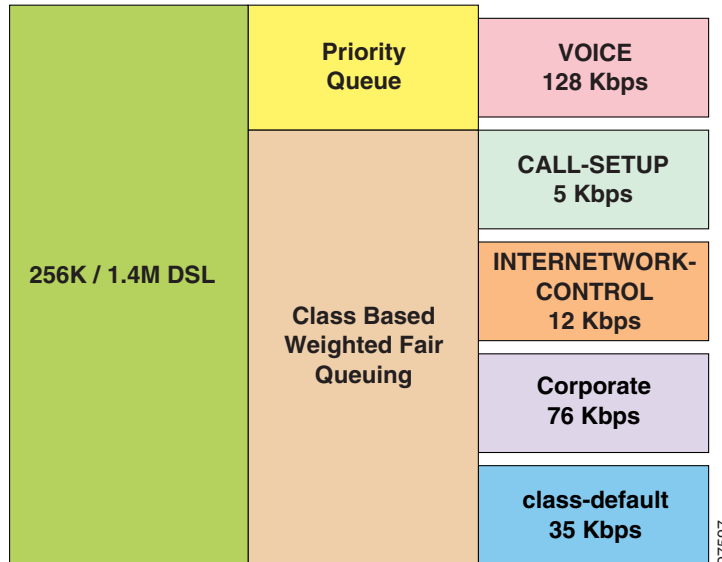 256K / 1.4M DSL
Priority
Queue
Class Based
Weighted Fair
Queuing
VOICE
128 Kbps
CALL-SETUP
5 Kbps
INTERNETWORK-
CONTROL
12 Kbps
Corporate
76 Kbps
class-default
35 Kbps